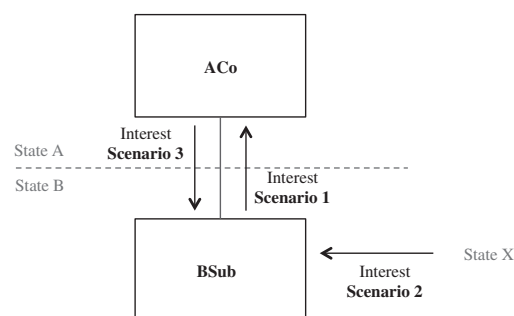 ACo
Interest
Scenario 3
State A
State B
Interest
Scenario 1
BSub
State X
Interest
Scenario 2